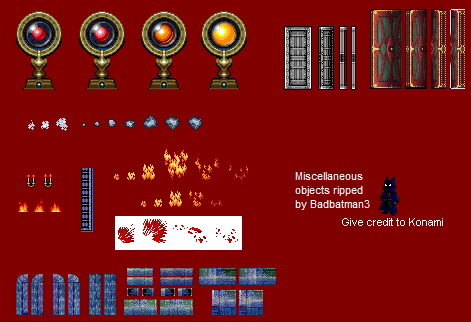 Miscellaneous
objects ripped
by Badbatman3
Give credit to Konami